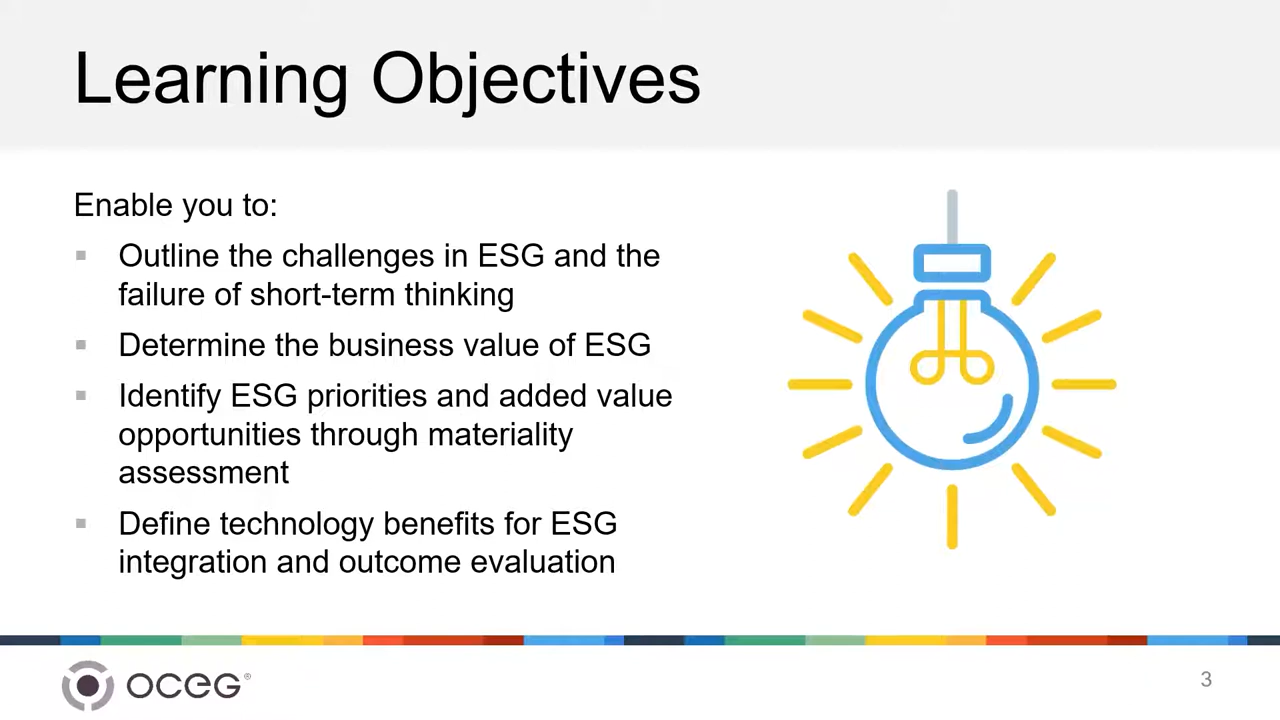 Learning Objectives
Enable you to:
▪ Outline the challenges in ESG and the
failure of short-term thinking
▪ Determine the business value of ESG
▪ Identify ESG priorities and added value
opportunities through materiality
assessment
▪ Define technology benefits for ESG
integration and outcome evaluation
OCEG®
3